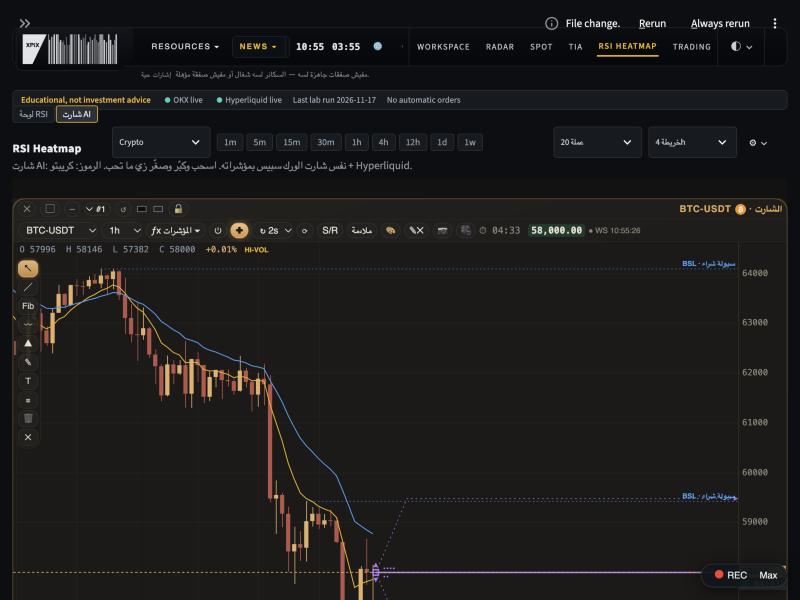 File change. Rerun Always rerun
XPIX RESOURCES NEWS 10:55 03:55 WORKSPACE RADAR SPOT TIA RSI HEATMAP TRADING
مفيش صفقات جاهزة لسه — السكانر لسه شغال أو مفيش صفقة مؤهلة
Educational, not investment advice OKX live Hyperliquid live Last lab run 2026-11-17 No automatic orders
لوحة RSI شارت AI
RSI Heatmap Crypto 1m 5m 15m 30m 1h 4h 12h 1d 1w عملة 20 الخريطة 4
شارت AI: نفس شارت الورك سبيس بمؤشراته. اسحب وكبّر وصغّر زي ما تحب. الرموز: كريبتو + Hyperliquid.
#1 الشارت · BTC-USDT
BTC-USDT 1h fx المؤشرات 2s S/R ملاءمة 04:33 58,000.00 WS 10:55:26
O 57996 H 58146 L 57382 C 58000 +0.01% HI-VOL
BSL · سيولة شراء
64000
Fib
63000
T
62000
61000
60000
BSL · سيولة شراء
59000
REC Max